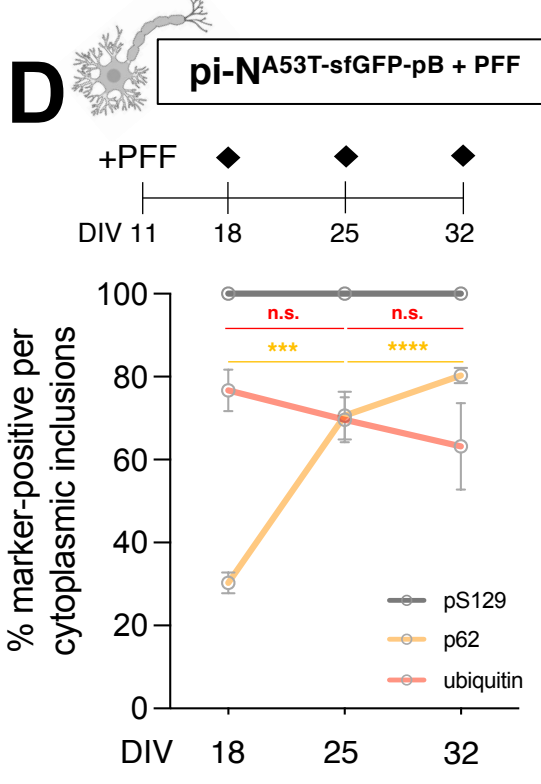 D
pi-NA53T-sfGFP-pB + PFF
+PFF
DIV 11 18 25 32
% marker-positive per
cytoplasmic inclusions
100
80
60
40
20
0
n.s. n.s.
*** ****
pS129
p62
ubiquitin
DIV 18 25 32